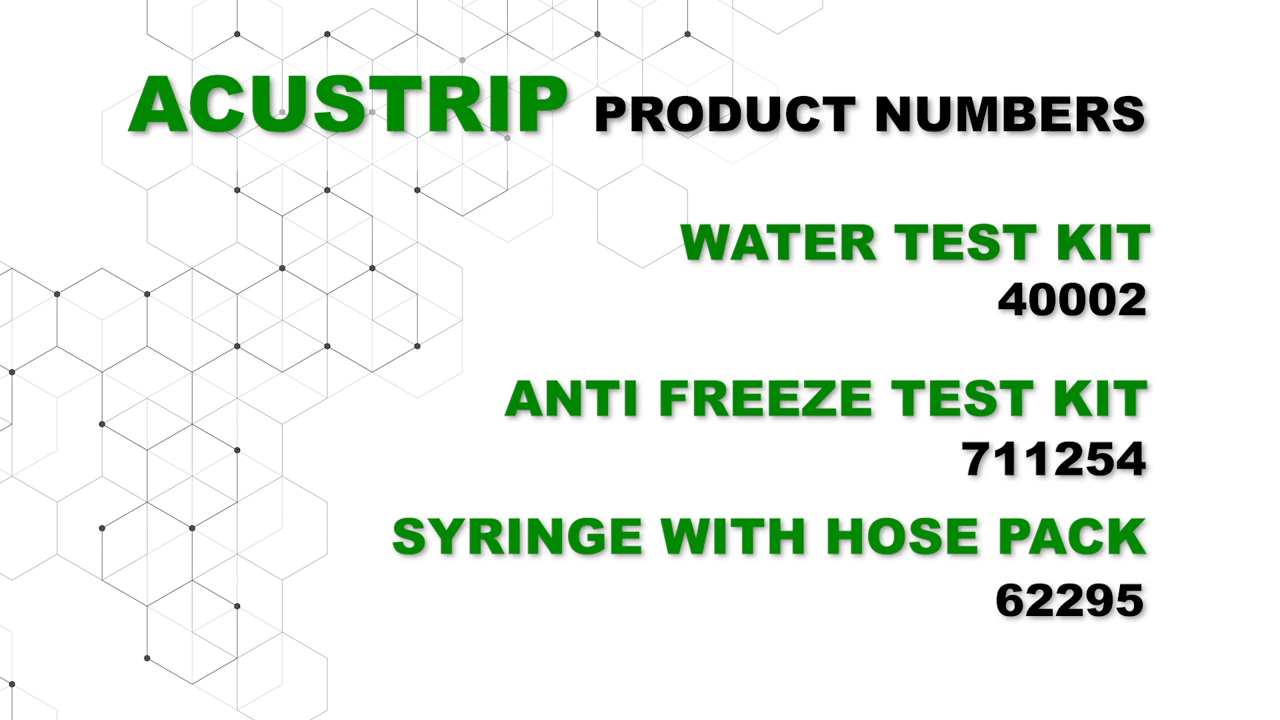 ACUSTRIP PRODUCT NUMBERS
WATER TEST KIT
40002
ANTI FREEZE TEST KIT
711254
SYRINGE WITH HOSE PACK
62295